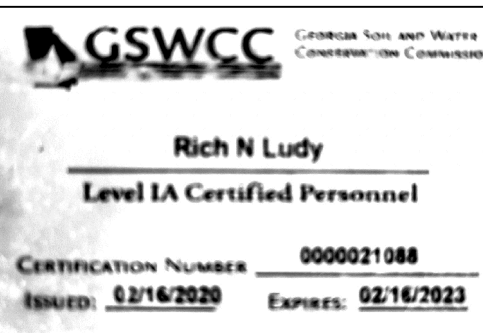 GSWCC
GEORGIA SOIL AND WATER
CONSERVATION COMMISSIO
Rich N Ludy
Level IA Certified Personnel
CERTIFICATION NUMBER 0000021088
ISSUED: 02/16/2020 EXPIRES: 02/16/2023